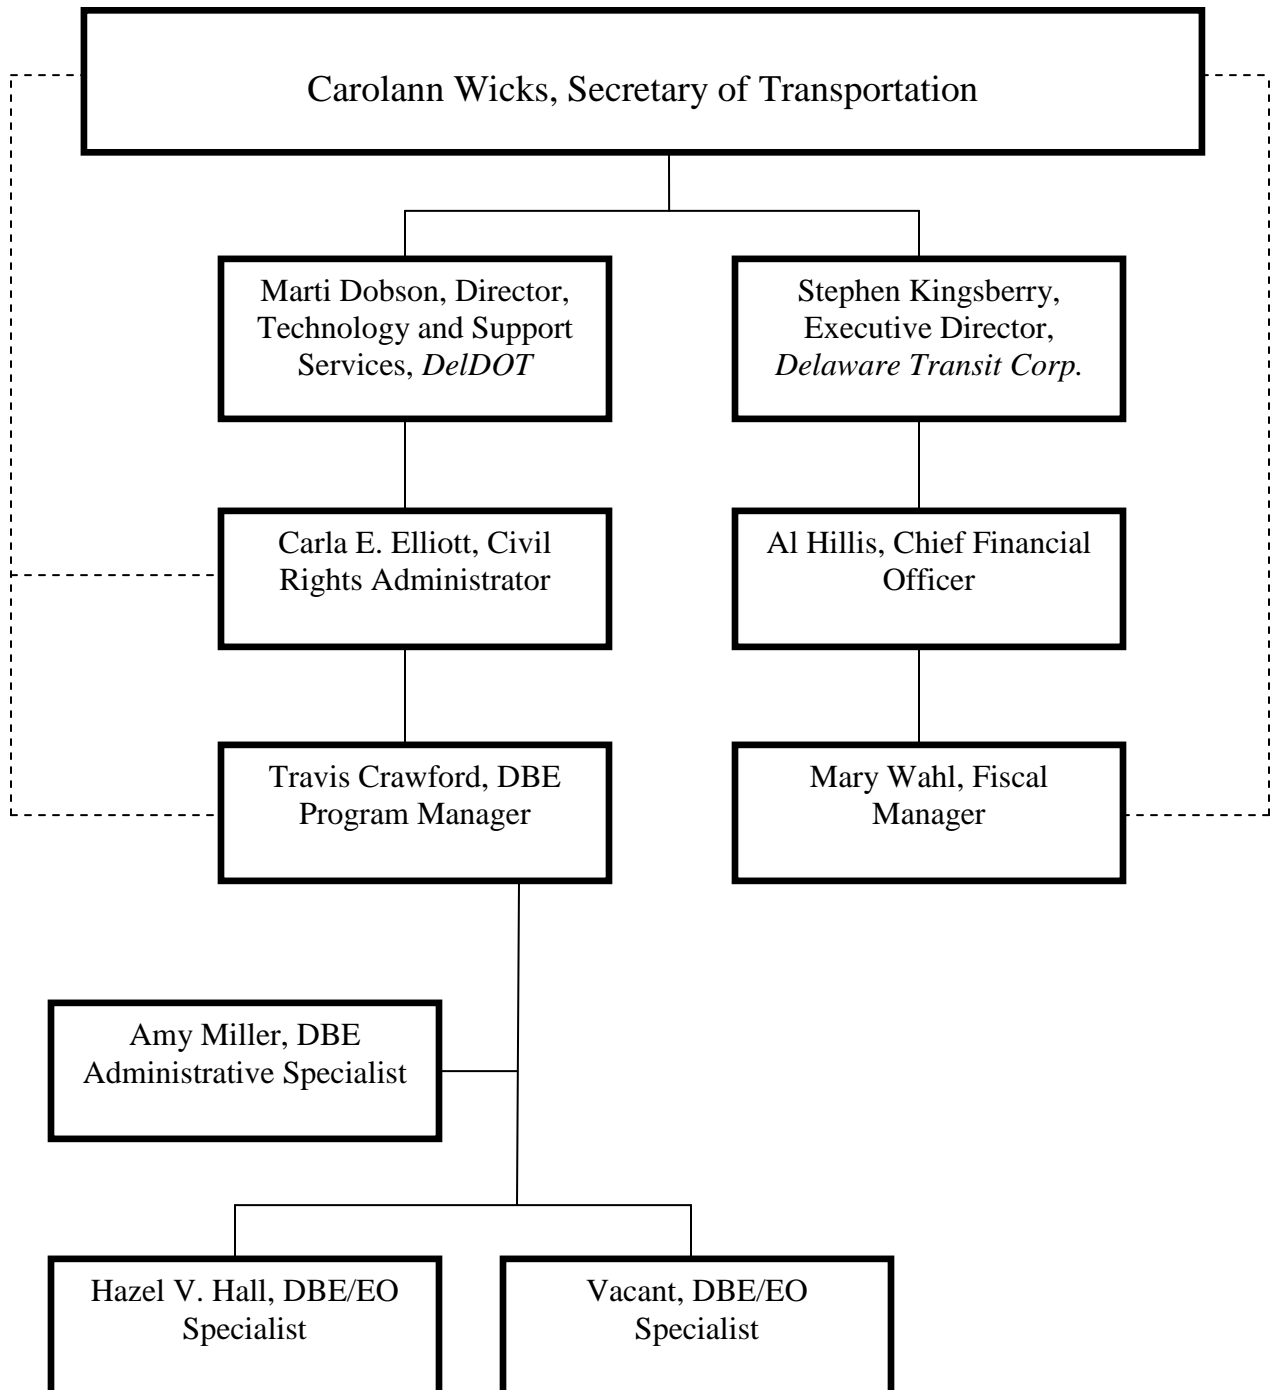 Carolann Wicks, Secretary of Transportation
Marti Dobson, Director,
Technology and Support
Services, DelDOT
Stephen Kingsberry,
Executive Director,
Delaware Transit Corp.
Carla E. Elliott, Civil
Rights Administrator
Al Hillis, Chief Financial
Officer
Travis Crawford, DBE
Program Manager
Mary Wahl, Fiscal
Manager
Amy Miller, DBE
Administrative Specialist
Hazel V. Hall, DBE/EO
Specialist
Vacant, DBE/EO
Specialist